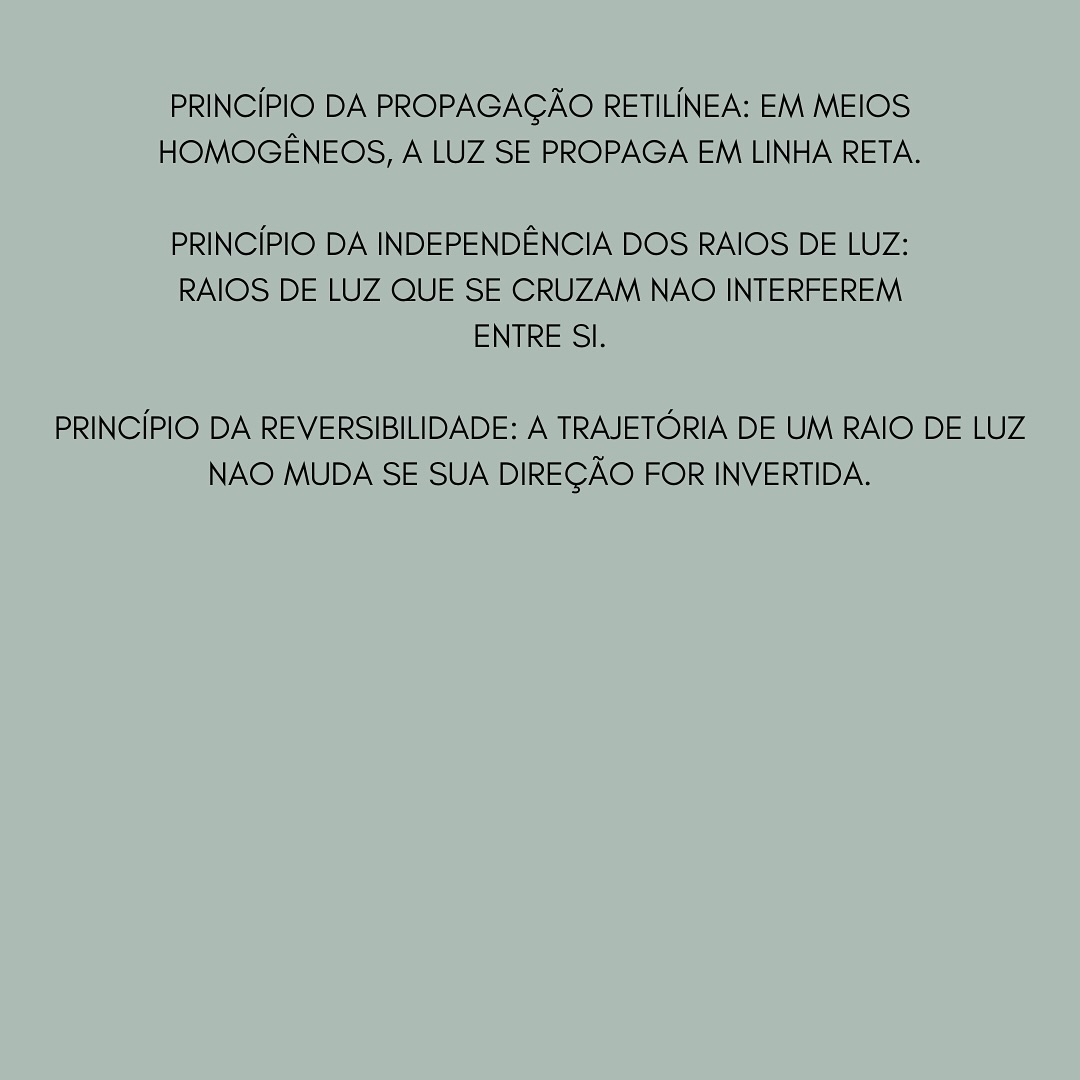 PRINCÍPIO DA PROPAGAÇÃO RETILÍNEA: EM MEIOS
HOMOGÊNEOS, A LUZ SE PROPAGA EM LINHA RETA.
PRINCÍPIO DA INDEPENDÊNCIA DOS RAIOS DE LUZ:
RAIOS DE LUZ QUE SE CRUZAM NAO INTERFEREM
ENTRE SI.
PRINCÍPIO DA REVERSIBILIDADE: A TRAJETÓRIA DE UM RAIO DE LUZ
NAO MUDA SE SUA DIREÇÃO FOR INVERTIDA.